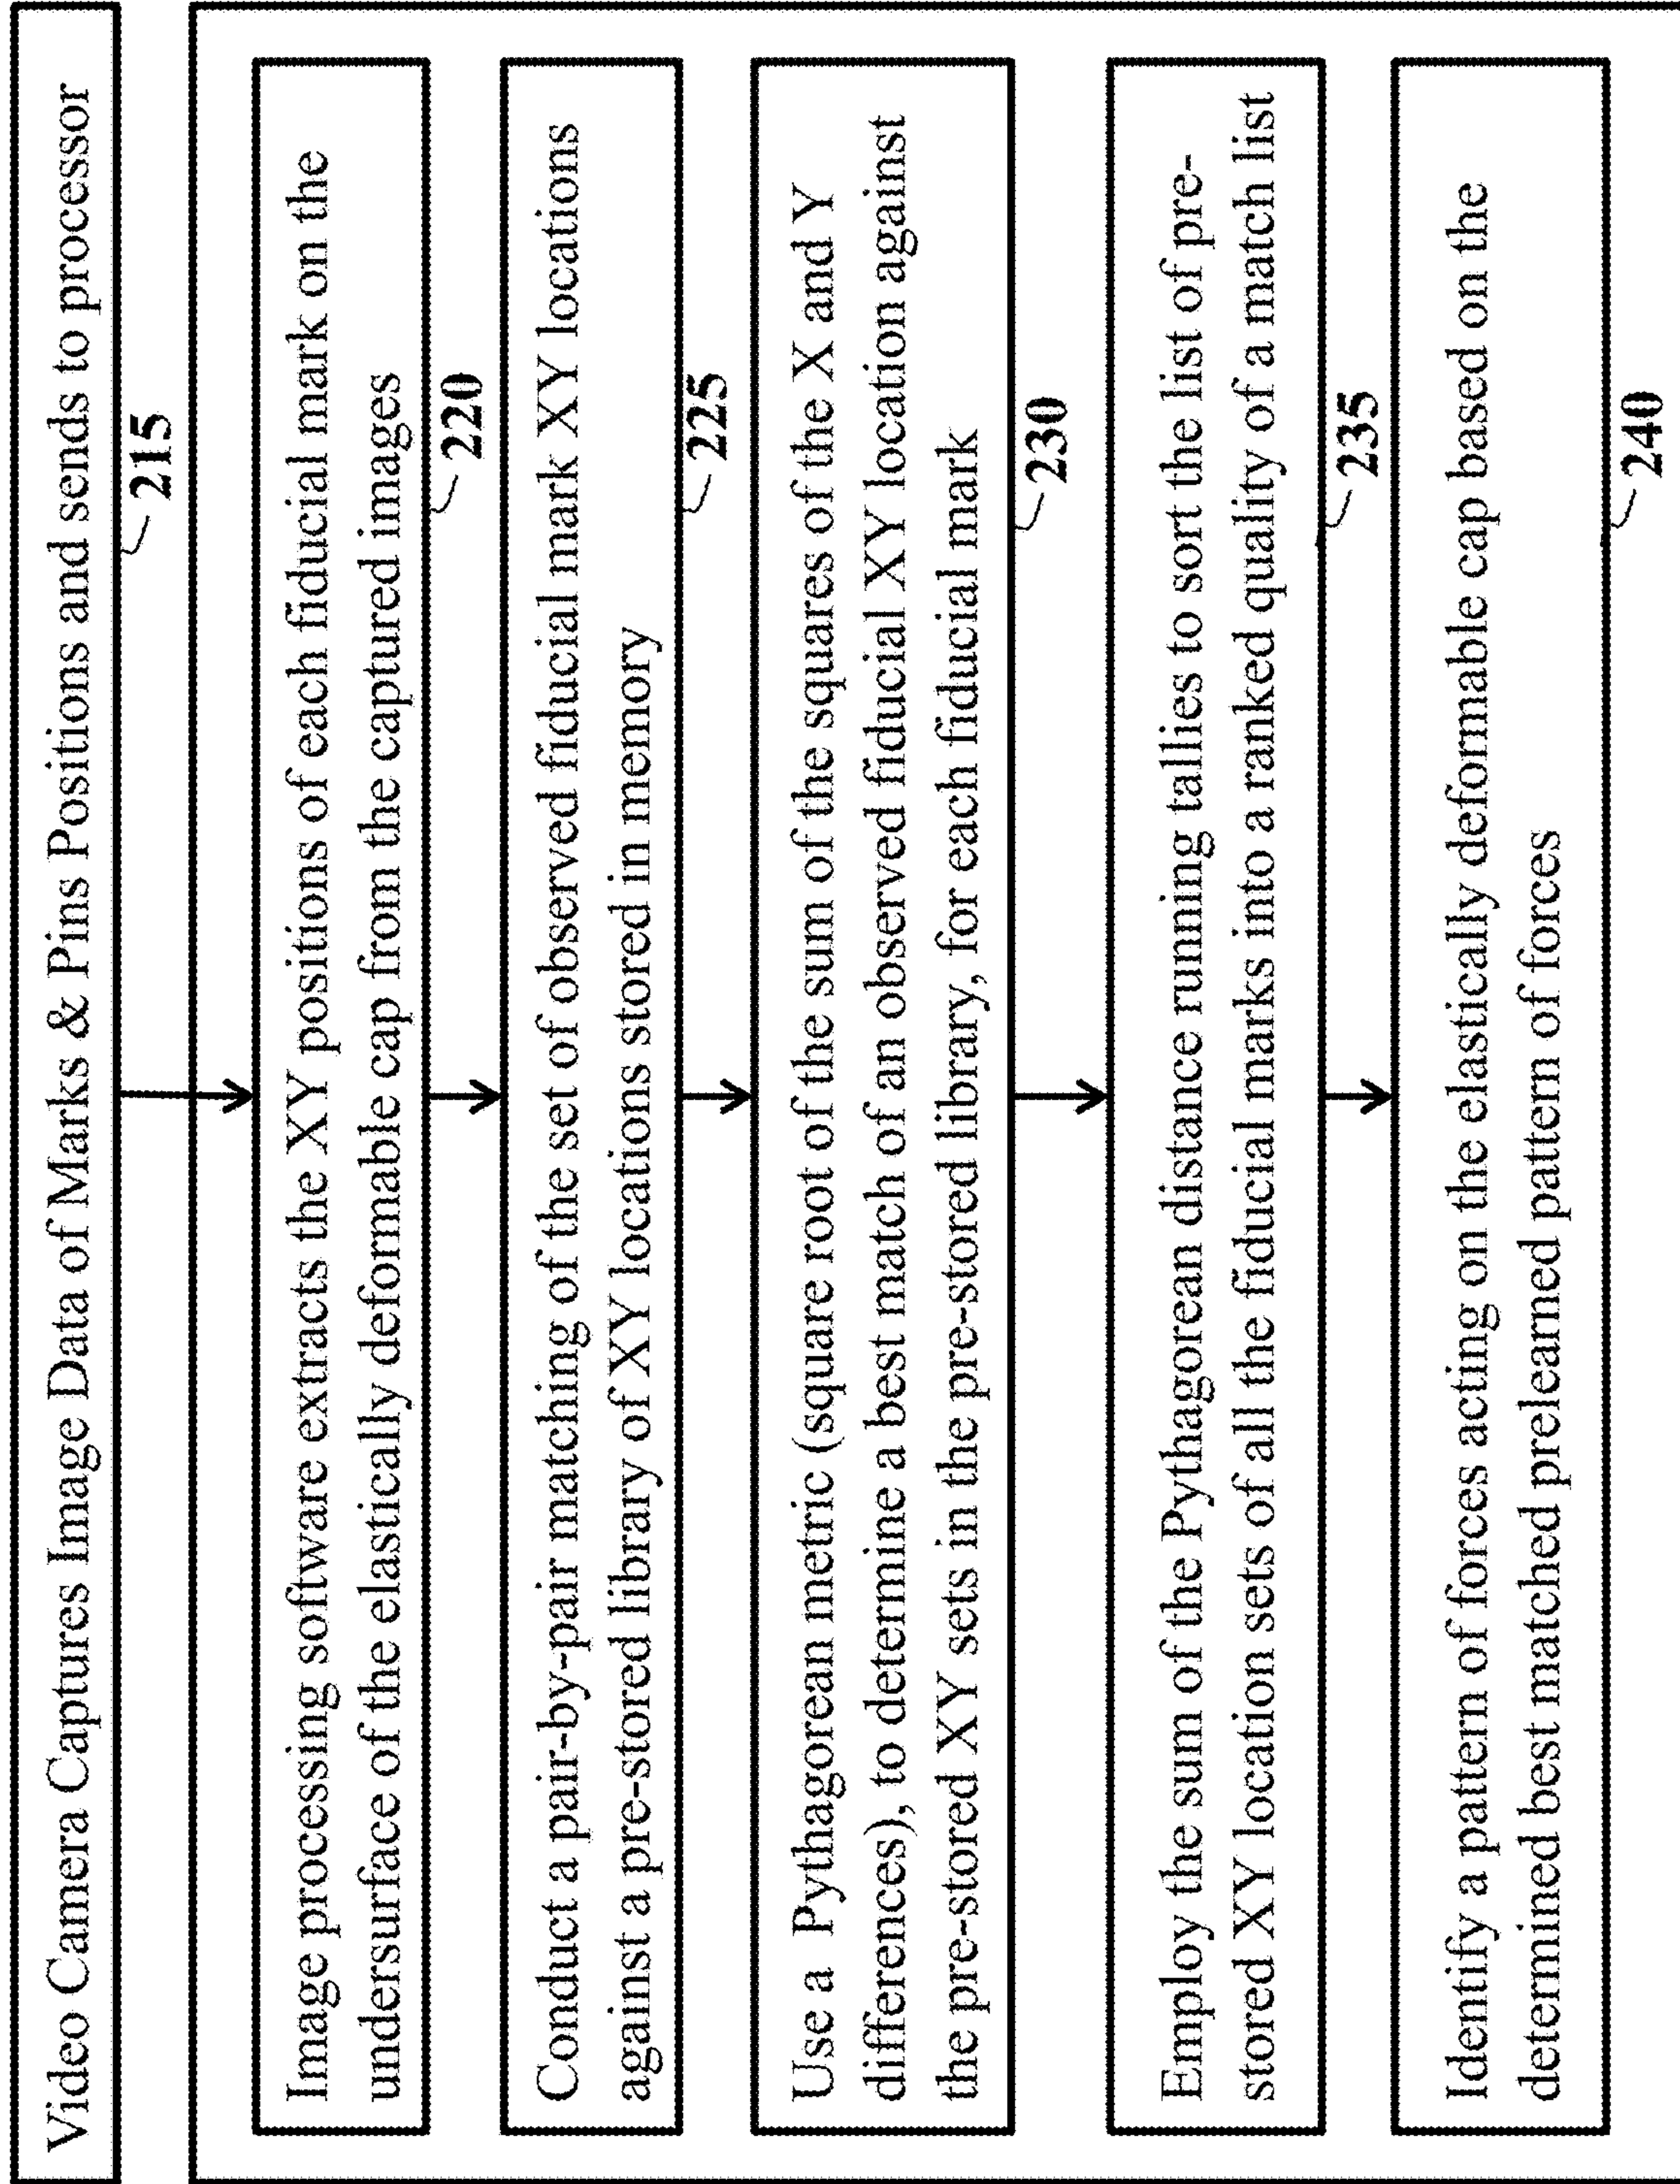 Video Camera Captures Image Data of Marks & Pins Positions and sends to processor
215
Image processing software extracts the XY positions of each fiducial mark on the
undersurface of the elastically deformable cap from the captured images
220
Conduct a pair-by-pair matching of the set of observed fiducial mark XY locations
against a pre-stored library of XY locations stored in memory
225
Use a Pythagorean metric (square root of the sum of the squares of the X and Y
differences), to determine a best match of an observed fiducial XY location against
the pre-stored XY sets in the pre-stored library, for each fiducial mark
230
Employ the sum of the Pythagorean distance running tallies to sort the list of pre-
stored XY location sets of all the fiducial marks into a ranked quality of a match list
235
Identify a pattern of forces acting on the elastically deformable cap based on the
determined best matched prelearned pattern of forces
240